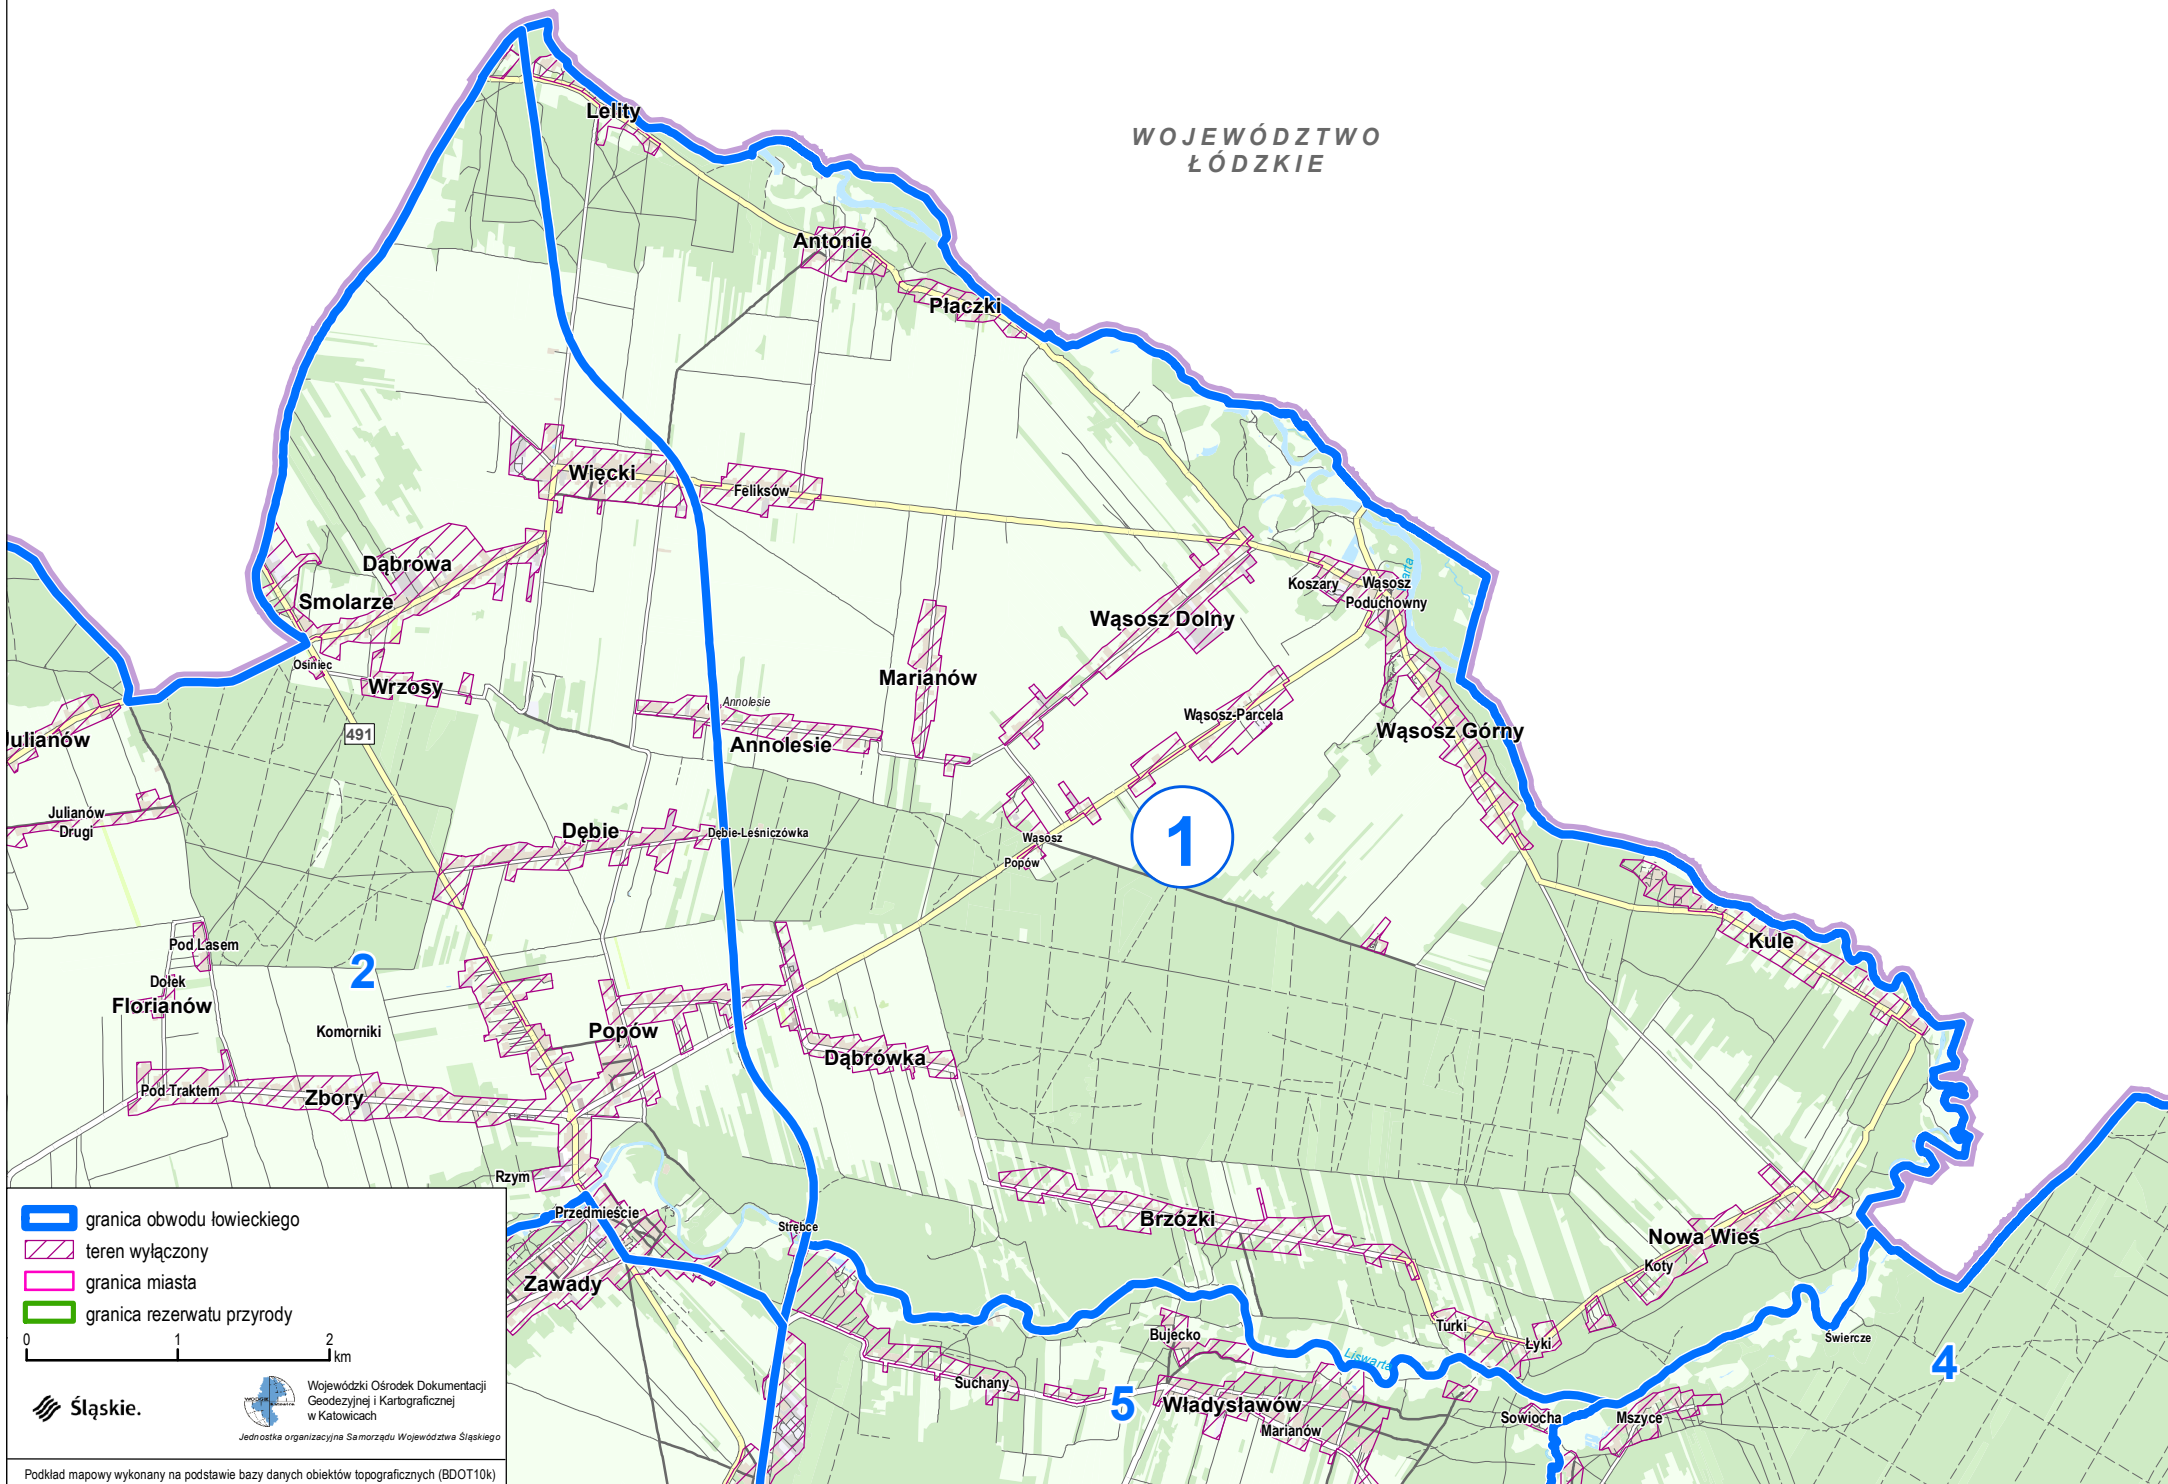 WOJEWÓDZTWO
ŁÓDZKIE
Lelity
Antonie
Płaczki
Więcki
Feliksów
Dąbrowa
Smolarze
Koszary
Wąsosz
Poduchowny
Wąsosz Dolny
Ośiniec
Wrzosy
Marianów
Annolesie
Annolesie
Wąsosz-Parcela
Wąsosz Górny
491
Julianów
Julianów
Drugi
Dębie
Dębie-Leśniczówka
Wąsosz
Popów
1
Kule
Pod Lasem
2
Dołek
Florianów
Komorniki
Popów
Dąbrówka
Pod Traktem
Zbory
Rzym
Przedmieście
Strębce
Brzózki
Nowa Wieś
Koty
Zawady
Turki
Łyki
Bujecko
Liswarta
Świercze
4
Suchany
5
Władysławów
Marianów
Sowiocha
Mszyce
granica obwodu łowieckiego
teren wyłączony
granica miasta
granica rezerwatu przyrody
0 1 2
km
Śląskie.
Wojewódzki Ośrodek Dokumentacji
Geodezyjnej i Kartograficznej
w Katowicach
Jednostka organizacyjna Samorządu Województwa Śląskiego
Podkład mapowy wykonany na podstawie bazy danych obiektów topograficznych (BDOT10k)